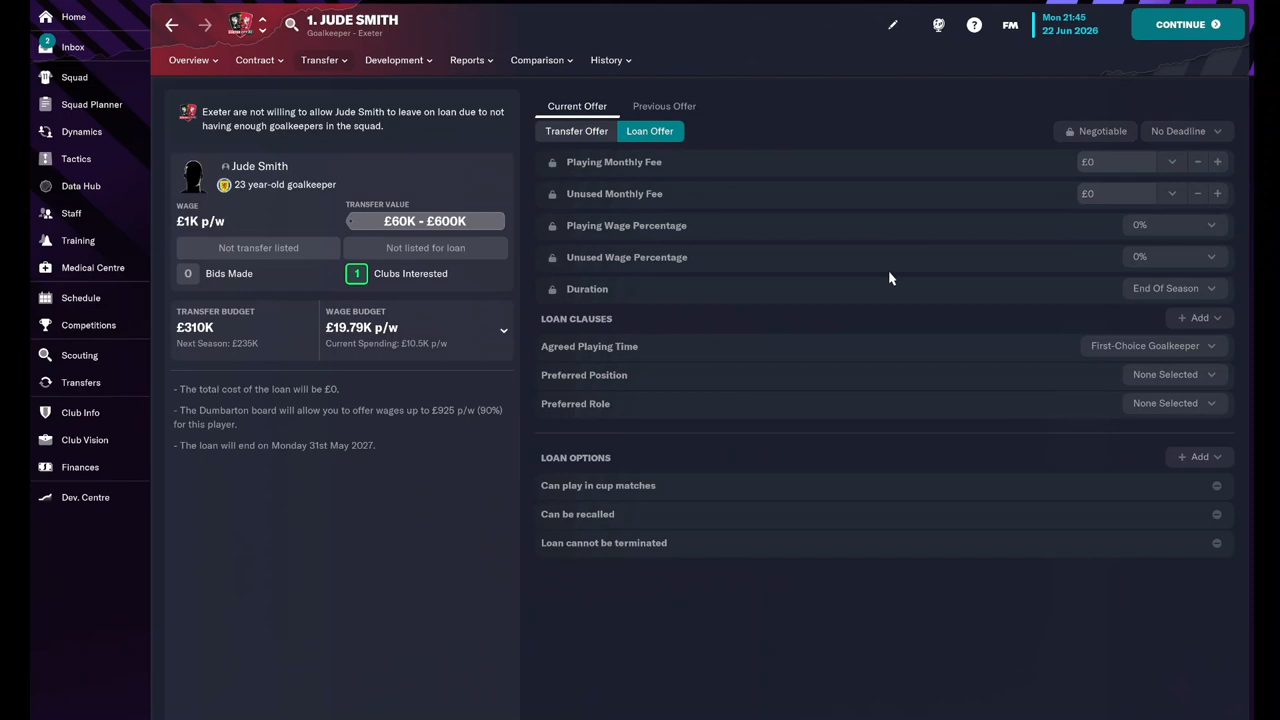 Home
2
Inbox
Squad
Squad Planner
Dynamics
Tactics
Data Hub
Staff
Training
Medical Centre
Schedule
Competitions
Scouting
Transfers
Club Info
Club Vision
Finances
Dev. Centre
1. JUDE SMITH
Goalkeeper - Exeter
?
FM
Mon 21:45
22 Jun 2026
CONTINUE
Overview
Contract
Transfer
Development
Reports
Comparison
History
Exeter are not willing to allow Jude Smith to leave on loan due to not
having enough goalkeepers in the squad.
Jude Smith
23 year-old goalkeeper
WAGE
£1K p/w
TRANSFER VALUE
£60K - £600K
Not transfer listed
Not listed for loan
0 Bids Made
1 Clubs Interested
TRANSFER BUDGET
£310K
Next Season: £235K
WAGE BUDGET
£19.79K p/w
Current Spending: £10.5K p/w
- The total cost of the loan will be £0.
- The Dumbarton board will allow you to offer wages up to £925 p/w (90%)
for this player.
- The loan will end on Monday 31st May 2027.
Current Offer
Previous Offer
Transfer Offer
Loan Offer
Negotiable
No Deadline
Playing Monthly Fee £0 - +
Unused Monthly Fee £0 - +
Playing Wage Percentage 0%
Unused Wage Percentage 0%
Duration End Of Season
LOAN CLAUSES + Add
Agreed Playing Time First-Choice Goalkeeper
Preferred Position None Selected
Preferred Role None Selected
LOAN OPTIONS + Add
Can play in cup matches
Can be recalled
Loan cannot be terminated